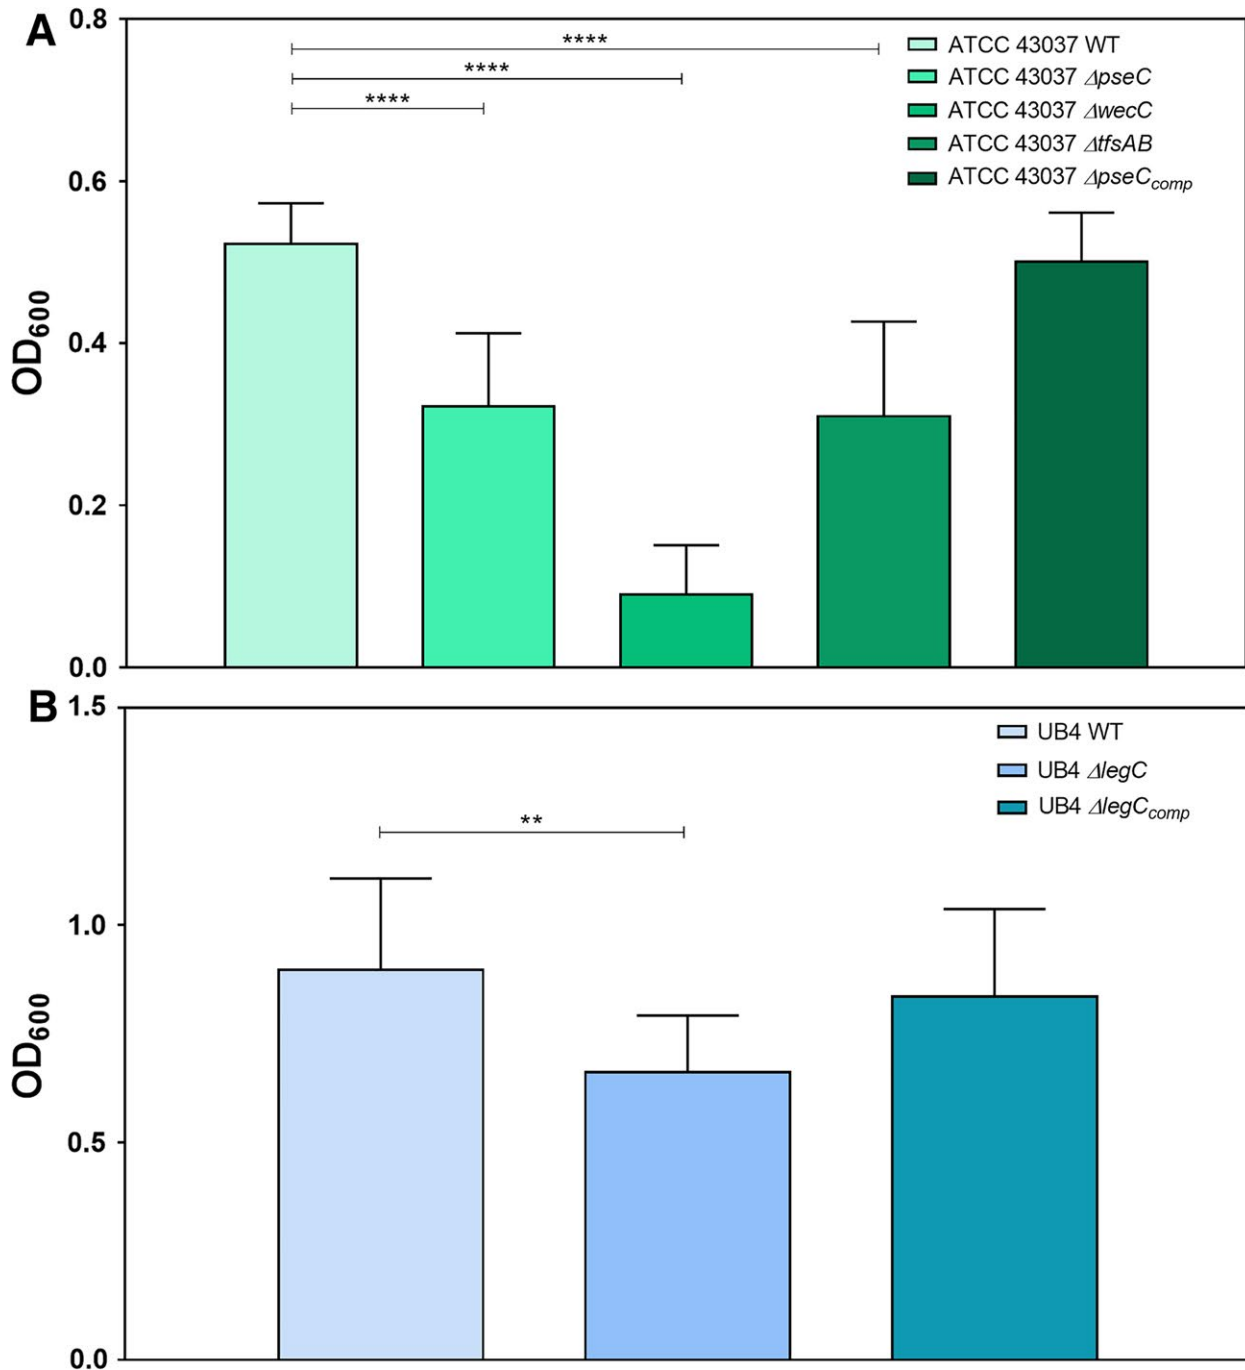 A
0.8
0.6
0.4
0.2
0.0
OD600
****
****
****
ATCC 43037 WT
ATCC 43037 ΔpseC
ATCC 43037 ΔwecC
ATCC 43037 ΔtfsAB
ATCC 43037 ΔpseCcomp
B
1.5
1.0
0.5
0.0
OD600
**
UB4 WT
UB4 ΔlegC
UB4 ΔlegCcomp